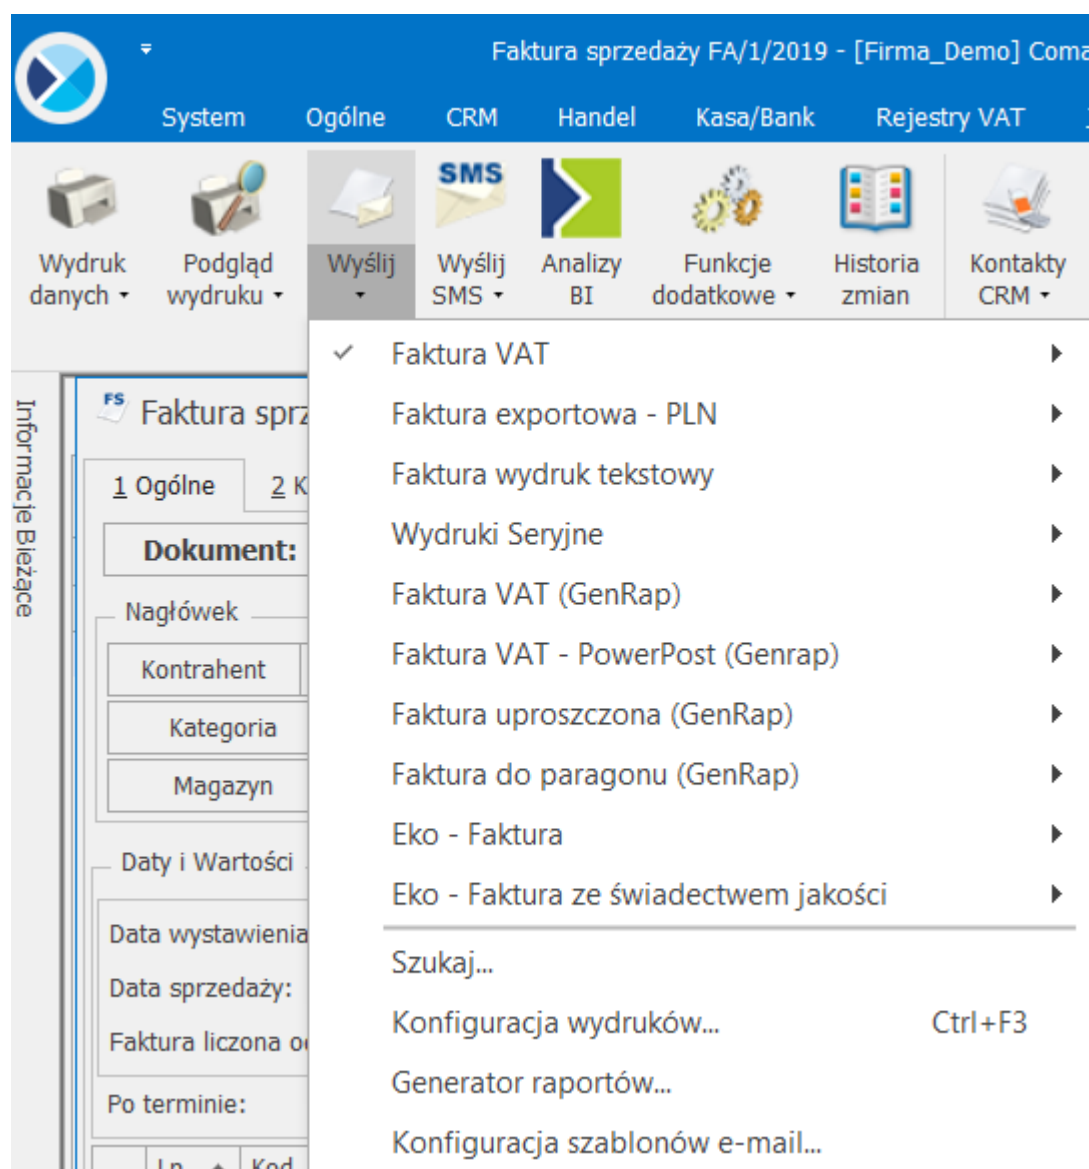 Faktura sprzedaży FA/1/2019 - [Firma_Demo] Coma
System Ogólne CRM Handel Kasa/Bank Rejestry VAT
SMS
Wydruk danych Podgląd wydruku Wyślij Wyślij SMS Analizy BI Funkcje dodatkowe Historia zmian Kontakty CRM
Informacje Bieżące
FS Faktura sprz
1 Ogólne 2 K
Dokument:
Nagłówek
Kontrahent
Kategoria
Magazyn
Daty i Wartości
Data wystawienia
Data sprzedaży:
Faktura liczona o
Po terminie:
Lp Kod
Faktura VAT
Faktura exportowa - PLN
Faktura wydruk tekstowy
Wydruki Seryjne
Faktura VAT (GenRap)
Faktura VAT - PowerPost (Genrap)
Faktura uproszczona (GenRap)
Faktura do paragonu (GenRap)
Eko - Faktura
Eko - Faktura ze świadectwem jakości
Szukaj...
Konfiguracja wydruków... Ctrl+F3
Generator raportów...
Konfiguracja szablonów e-mail...